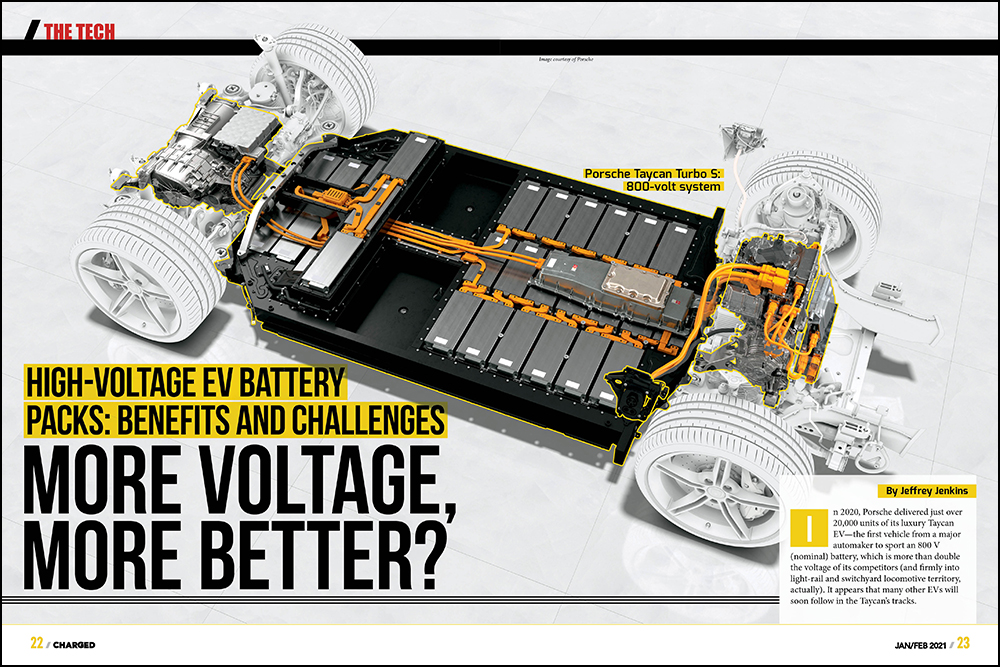 THE TECH
Image courtesy of Porsche
Porsche Taycan Turbo S:
800-volt system
HIGH-VOLTAGE EV BATTERY
PACKS: BENEFITS AND CHALLENGES
MORE VOLTAGE,
MORE BETTER?
By Jeffrey Jenkins
In 2020, Porsche delivered just over
20,000 units of its luxury Taycan
EV—the first vehicle from a major
automaker to sport an 800 V
(nominal) battery, which is more than double
the voltage of its competitors (and firmly into
light-rail and switchyard locomotive territory,
actually). It appears that many other EVs will
soon follow in the Taycan's tracks.
22 // CHARGED
JAN/FEB 2021 // 23